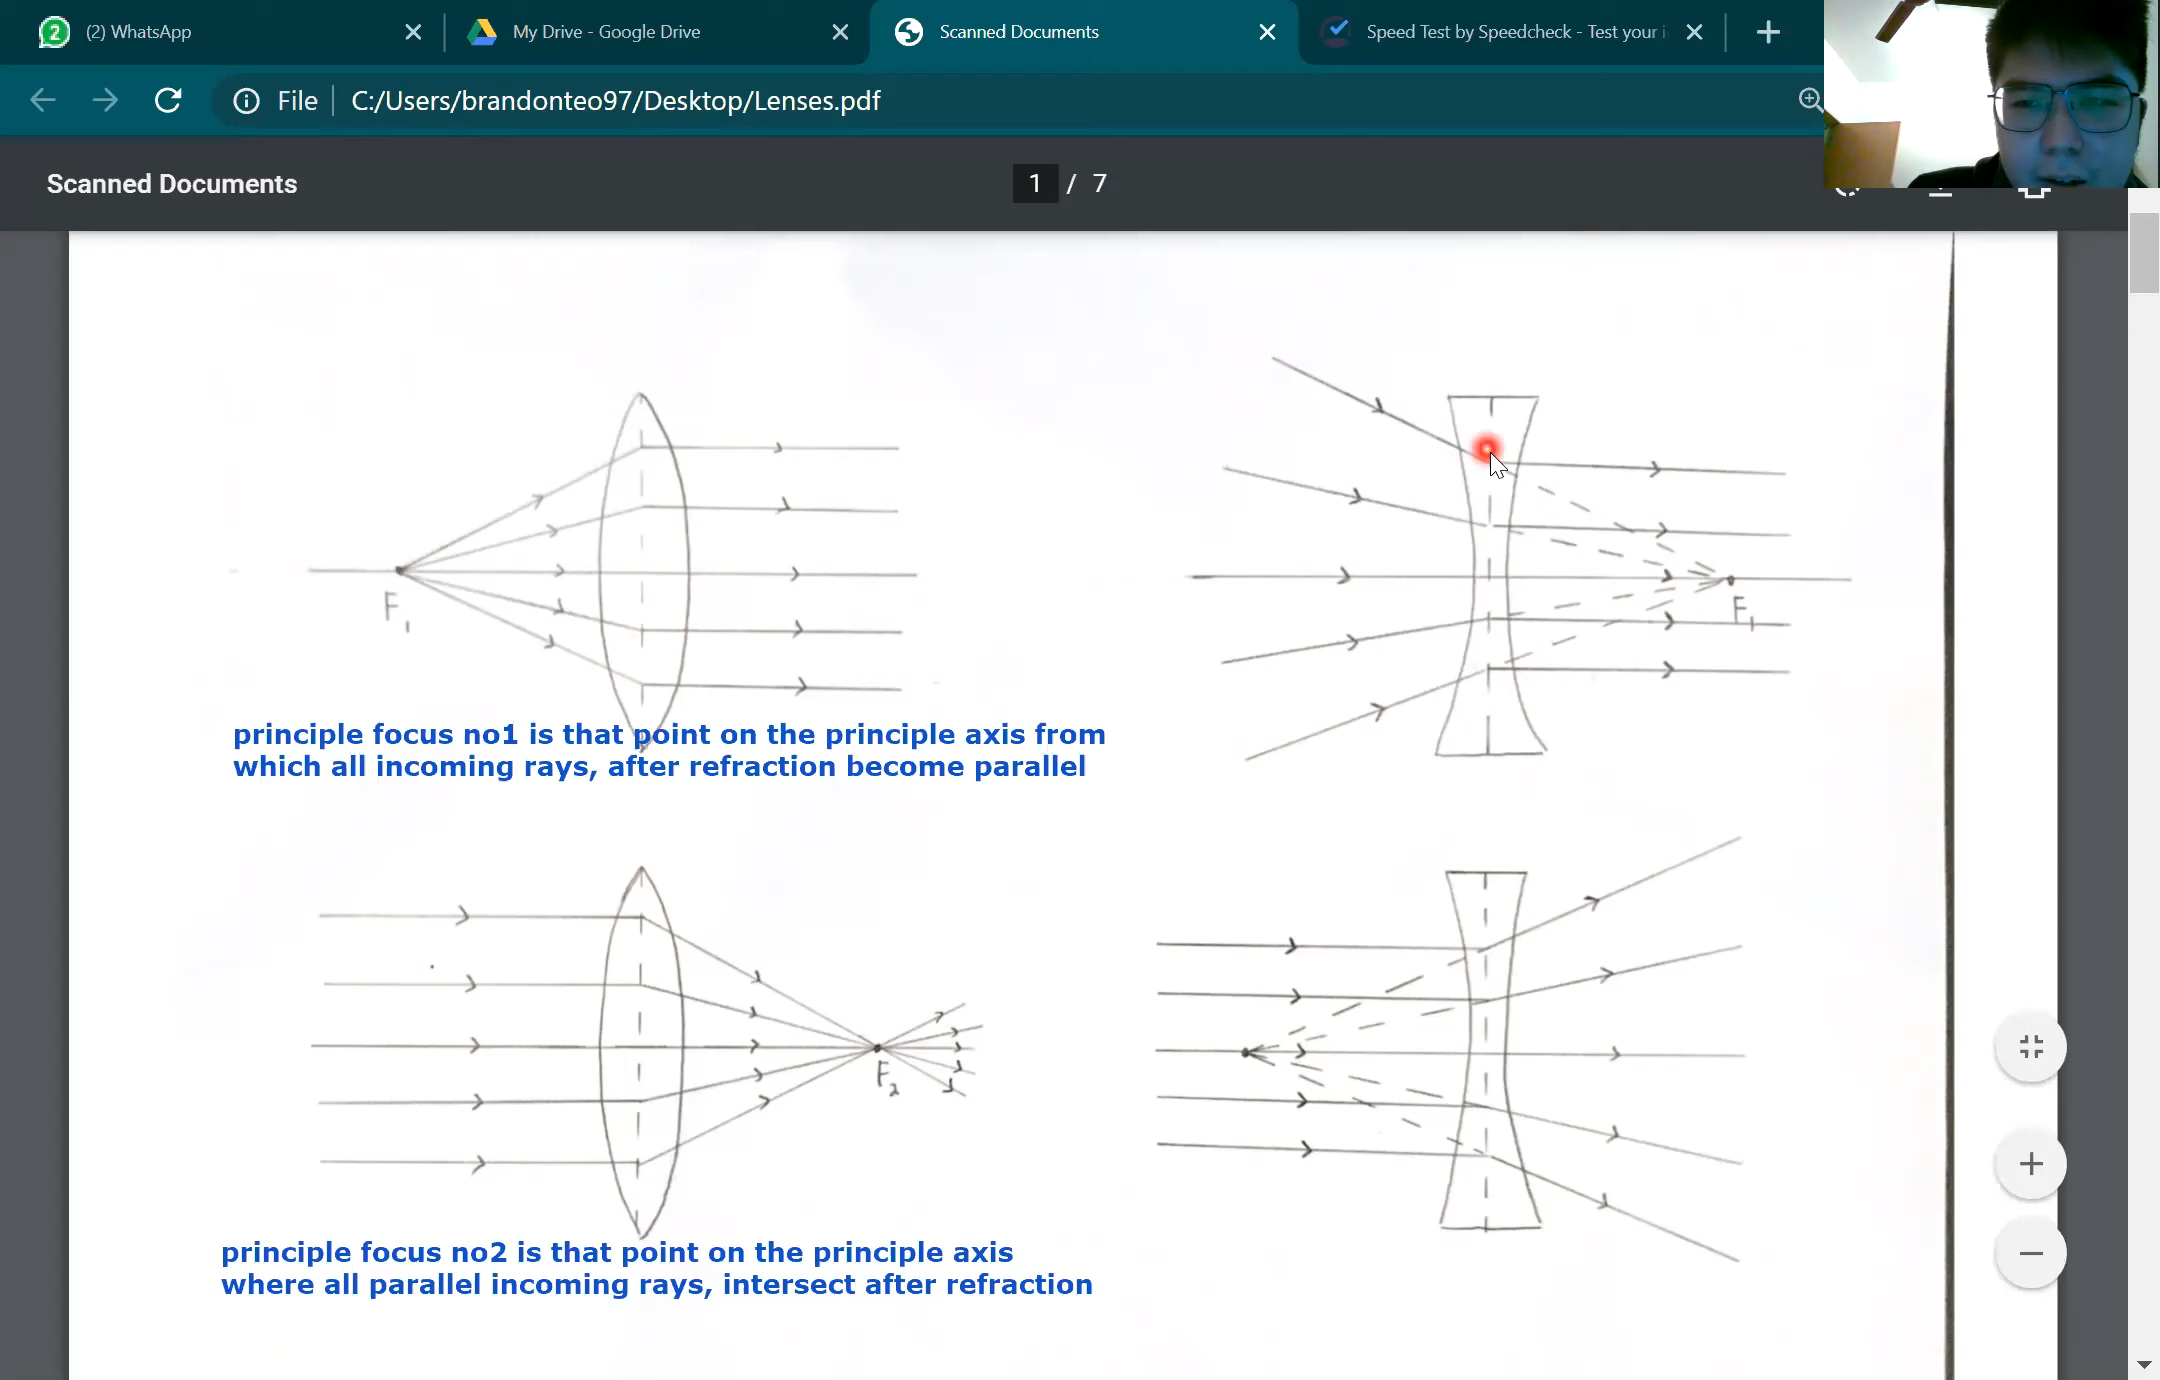 (2) WhatsApp
My Drive - Google Drive
Scanned Documents
Speed Test by Speedcheck - Test your i
File
C:/Users/brandonteo97/Desktop/Lenses.pdf
Scanned Documents
1 / 7
F1
F1
principle focus no1 is that point on the principle axis from
which all incoming rays, after refraction become parallel
F2
principle focus no2 is that point on the principle axis
where all parallel incoming rays, intersect after refraction